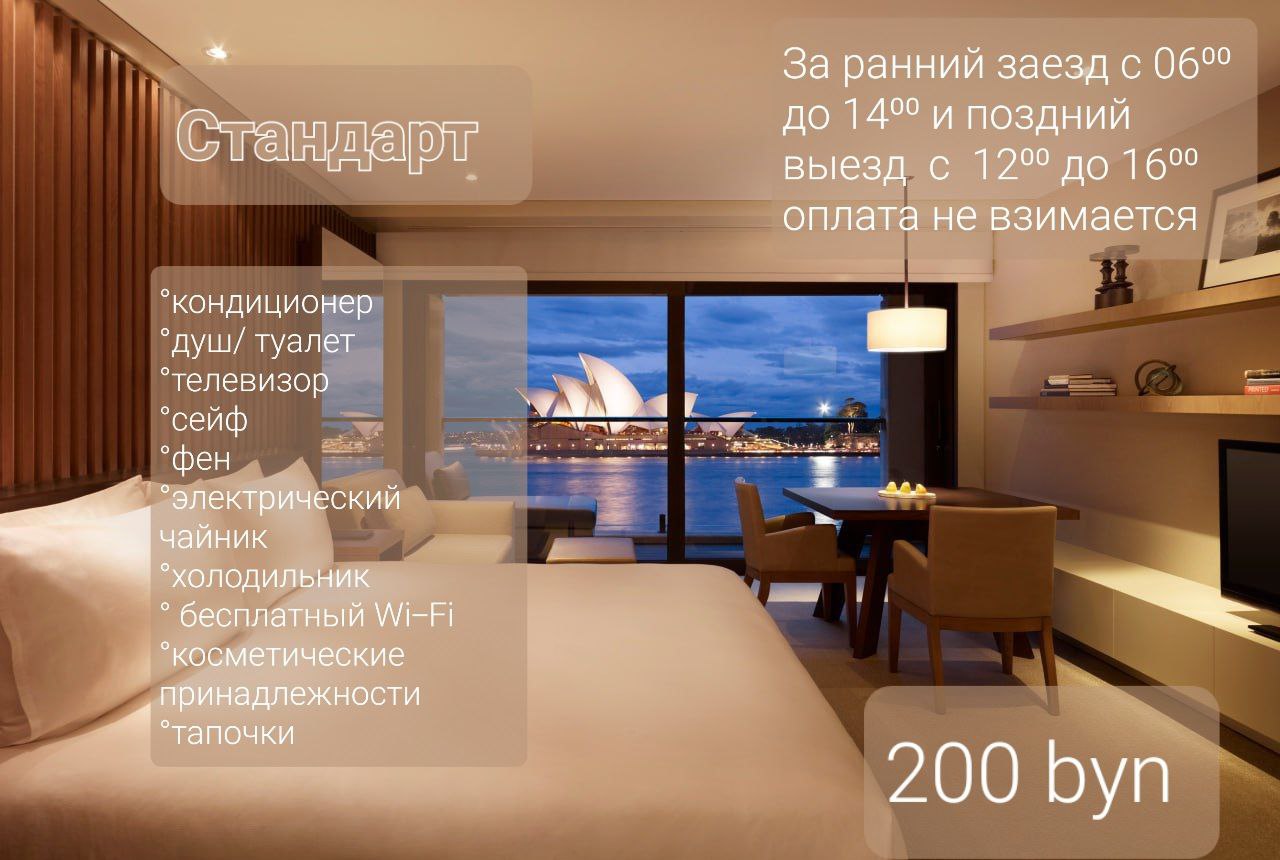 Стандарт
За ранний заезд с 06⁰⁰
до 14⁰⁰ и поздний
выезд  с  12⁰⁰ до 16⁰⁰
оплата не взимается
°кондиционер
°душ/ туалет
°телевизор
°сейф
°фен
°электрический
чайник
°холодильник
° бесплатный Wi–Fi
°косметические
принадлежности
°тапочки
200 byn